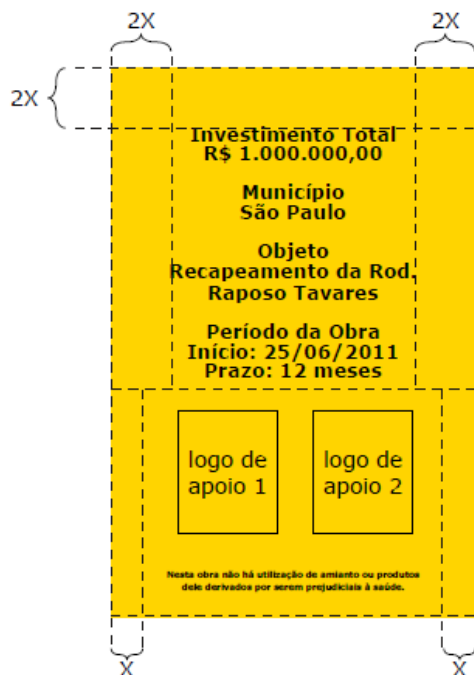 2X
2X
2X
Investimento Total
R$ 1.000.000,00
Município
São Paulo
Objeto
Recapeamento da Rod.
Raposo Tavares
Período da Obra
Início: 25/06/2011
Prazo: 12 meses
logo de
apoio 1
logo de
apoio 2
Nesta obra não há utilização de amianto ou produtos
dele derivados por serem prejudiciais à saúde.
X
X